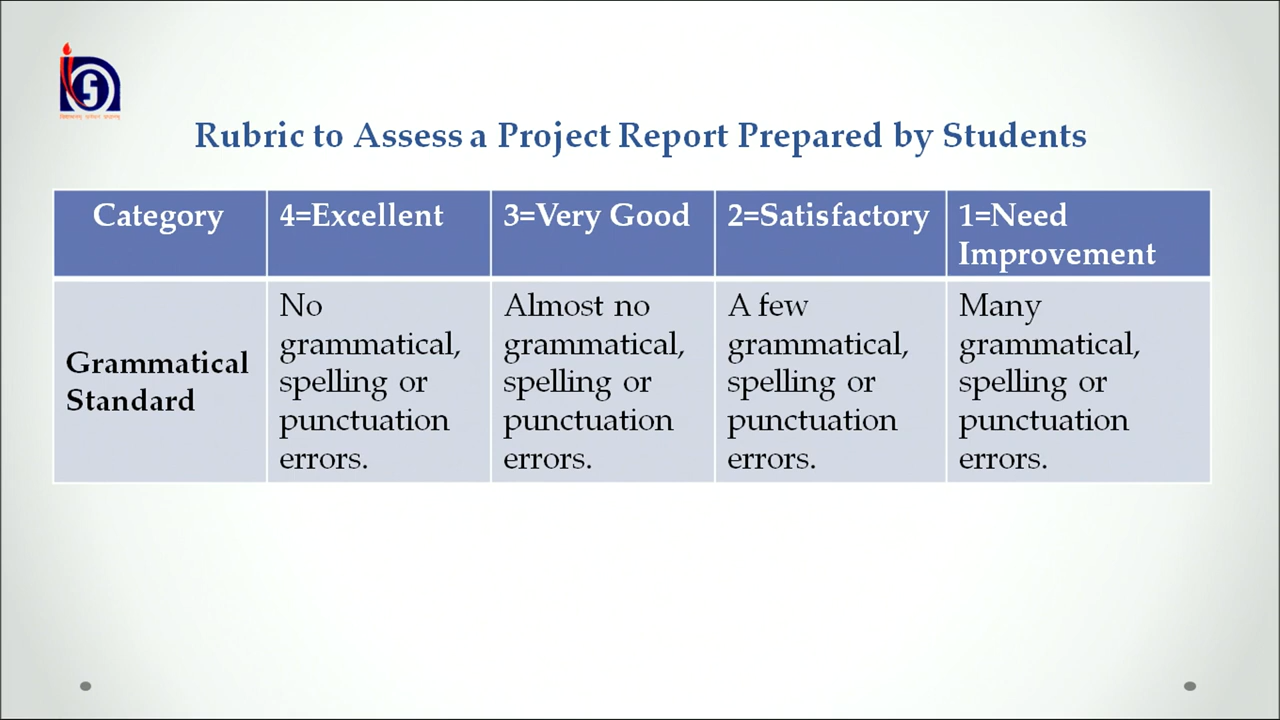 Rubric to Assess a Project Report Prepared by Students
Category
4=Excellent
3=Very Good
2=Satisfactory
1=Need
Improvement
Grammatical
Standard
No
grammatical,
spelling or
punctuation
errors.
Almost no
grammatical,
spelling or
punctuation
errors.
A few
grammatical,
spelling or
punctuation
errors.
Many
grammatical,
spelling or
punctuation
errors.